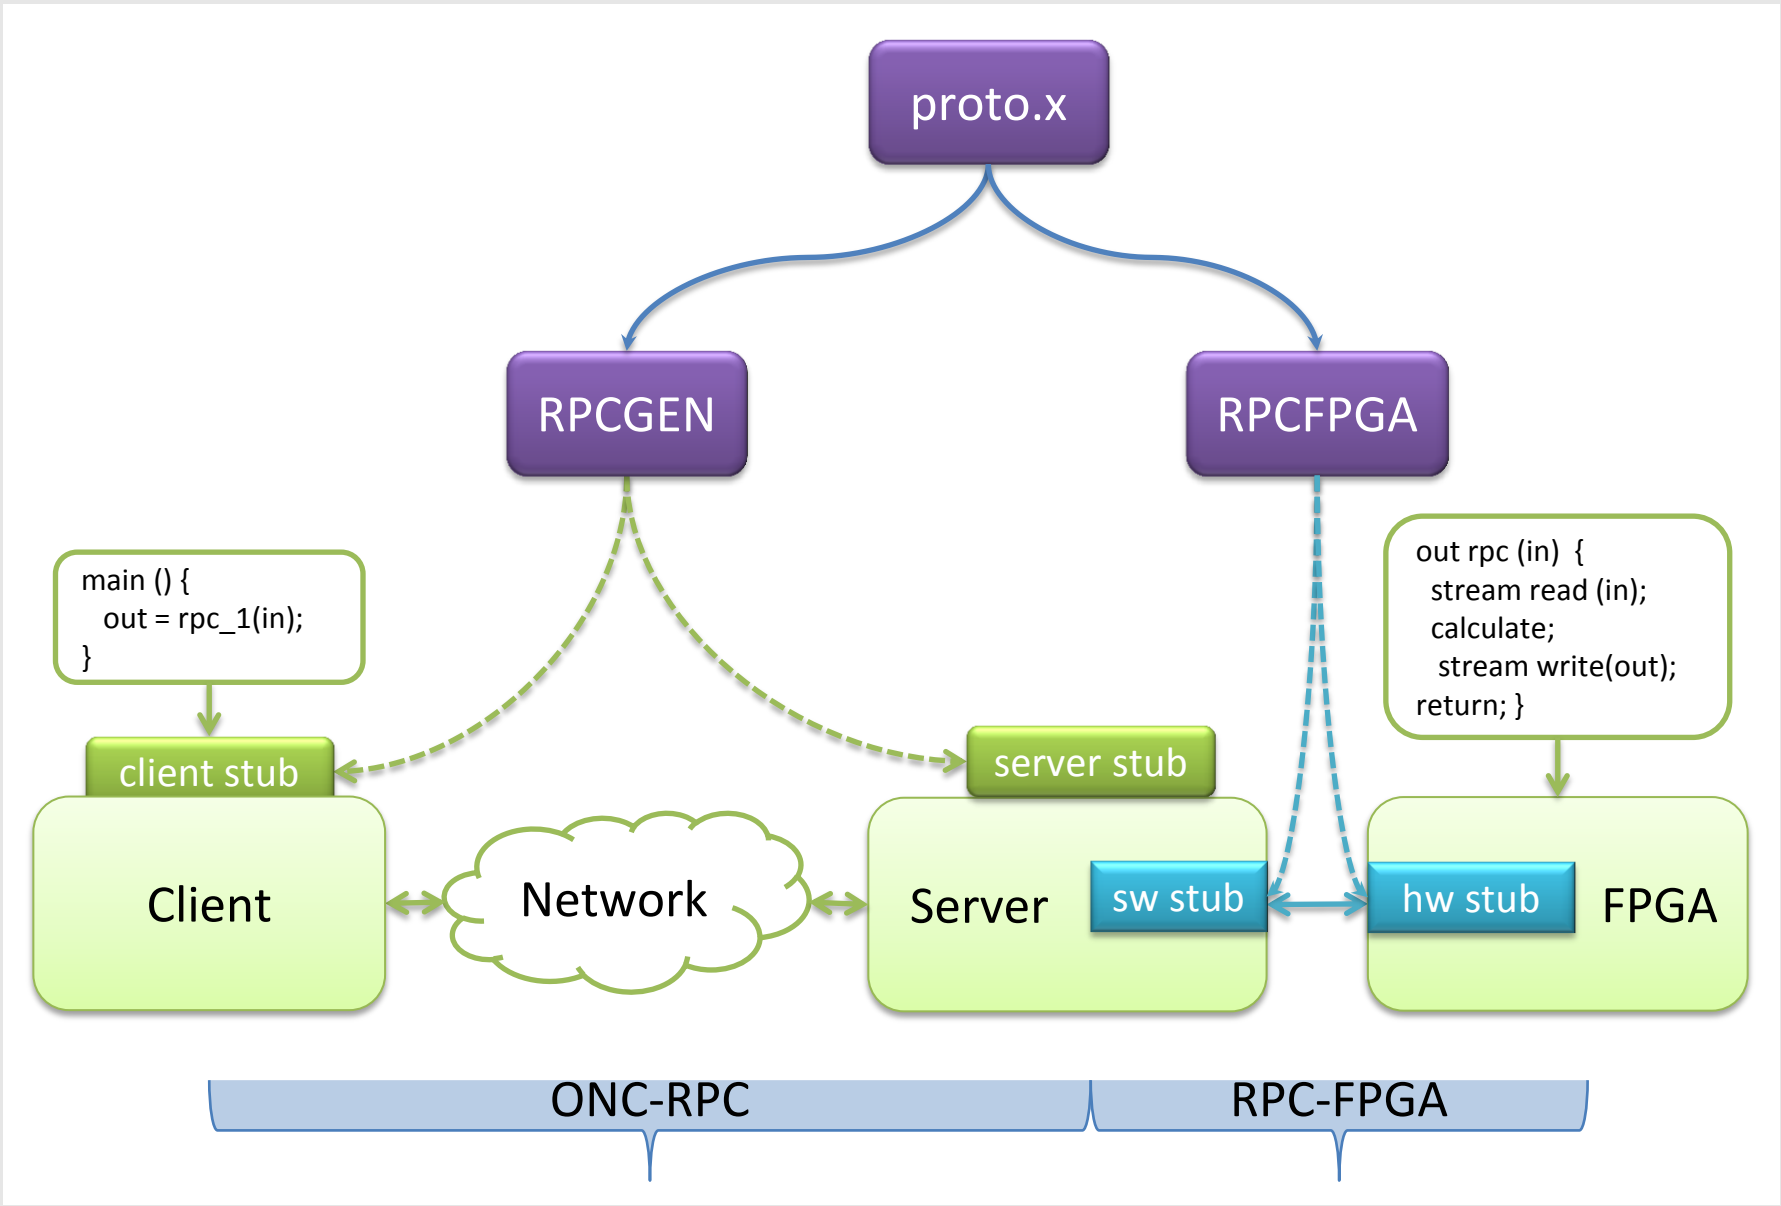 proto.x
RPCGEN
RPCFPGA
main () {
out = rpc_1(in);
}
out rpc (in)  {
stream read (in);
calculate;
stream write(out);
return; }
client stub
server stub
Client
Network
Server
sw stub
hw stub
FPGA
ONC-RPC
RPC-FPGA